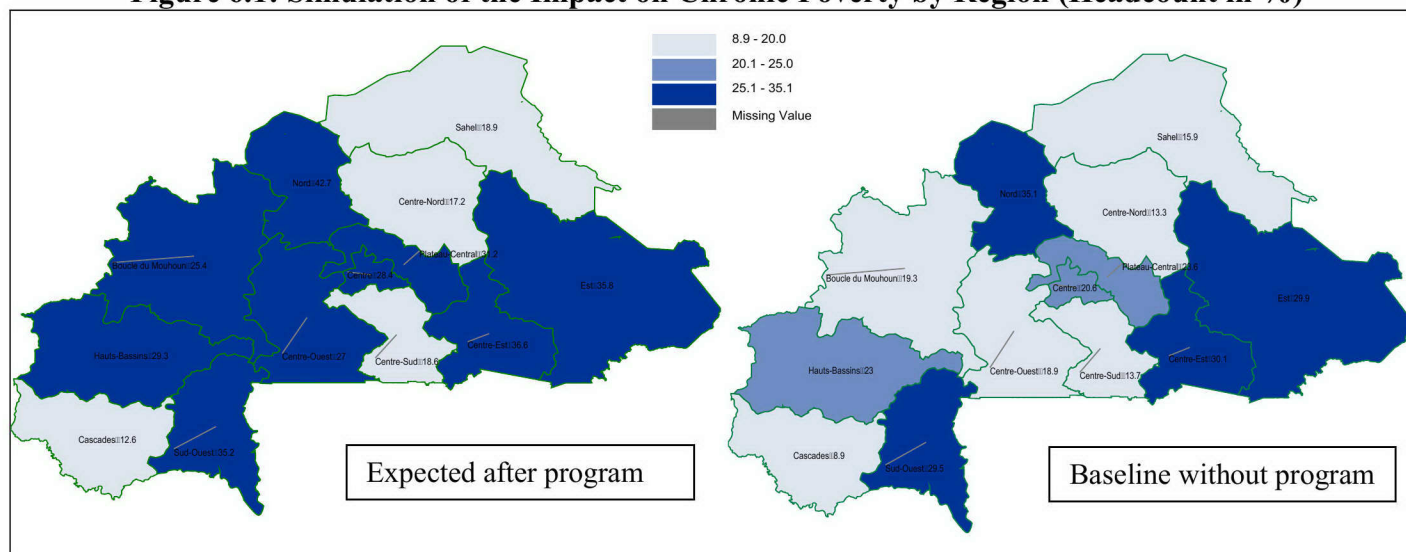 Figure 6.1: Simulation of the Impact on Chronic Poverty by Region (Headcount in %)
8.9 - 20.0
20.1 - 25.0
25.1 - 35.1
Missing Value
Sahel 18.9
Nord 42.7
Centre-Nord 17.2
Boucle du Mouhoun 25.4
Plateau-Central 31.2
Centre 28.4
Est 35.8
Hauts-Bassins 29.3
Centre-Ouest 27
Centre-Sud 18.6
Centre-Est 36.6
Cascades 12.6
Sud-Ouest 35.2
Expected after program
Sahel 15.9
Nord 35.1
Centre-Nord 13.3
Boucle du Mouhoun 19.3
Plateau-Central 23.6
Centre 20.6
Est 29.9
Hauts-Bassins 23
Centre-Ouest 18.9
Centre-Sud 13.7
Centre-Est 30.1
Cascades 8.9
Sud-Ouest 29.5
Baseline without program